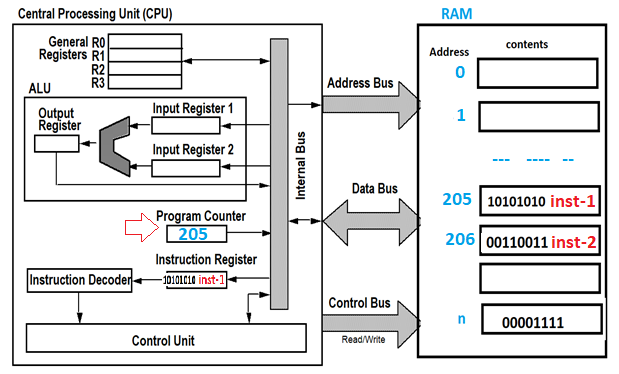 Central Processing Unit (CPU)
General
Registers
R0
R1
R2
R3
ALU
Output
Register
Input Register 1
Input Register 2
Internal Bus
Program Counter
205
Instruction Register
Instruction Decoder
10101010 inst-1
Control Unit
Address Bus
Data Bus
Control Bus
Read/Write
RAM
Address
contents
0
1
--- ---- --
205
10101010 inst-1
206
00110011 inst-2
n
00001111